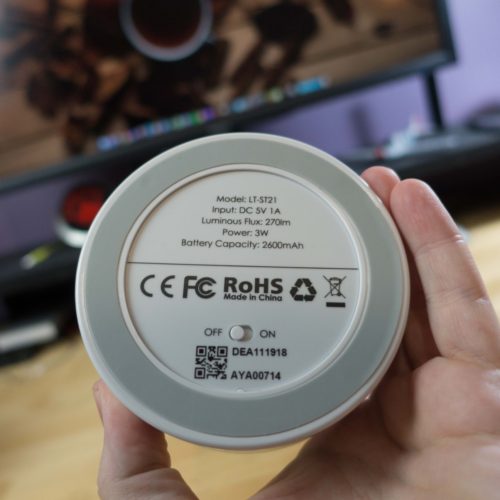 Model: LT-ST21
Input: DC 5V 1A
Luminous Flux: 270lm
Power: 3W
Battery Capacity: 2600mAh
CE FC RoHS
Made in China
OFF ON
DEA111918
AYA00714